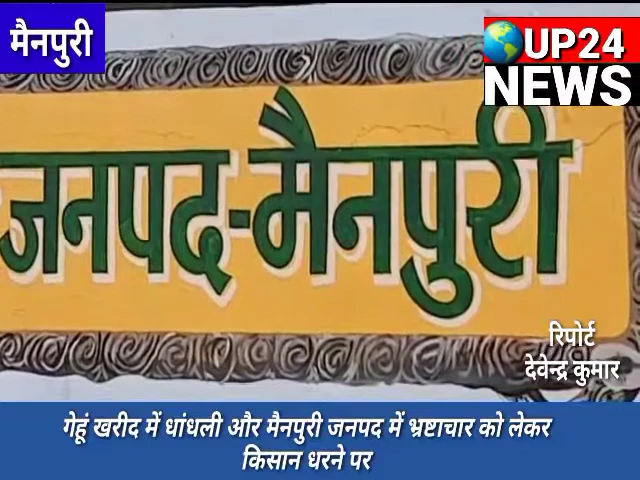 मैनपुरी
UP24
NEWS
जनपद-मैनपुरी
रिपोर्ट
देवेन्द्र कुमार
गेहूं खरीद में धांधली और मैनपुरी जनपद में भ्रष्टाचार को लेकर
किसान धरने पर